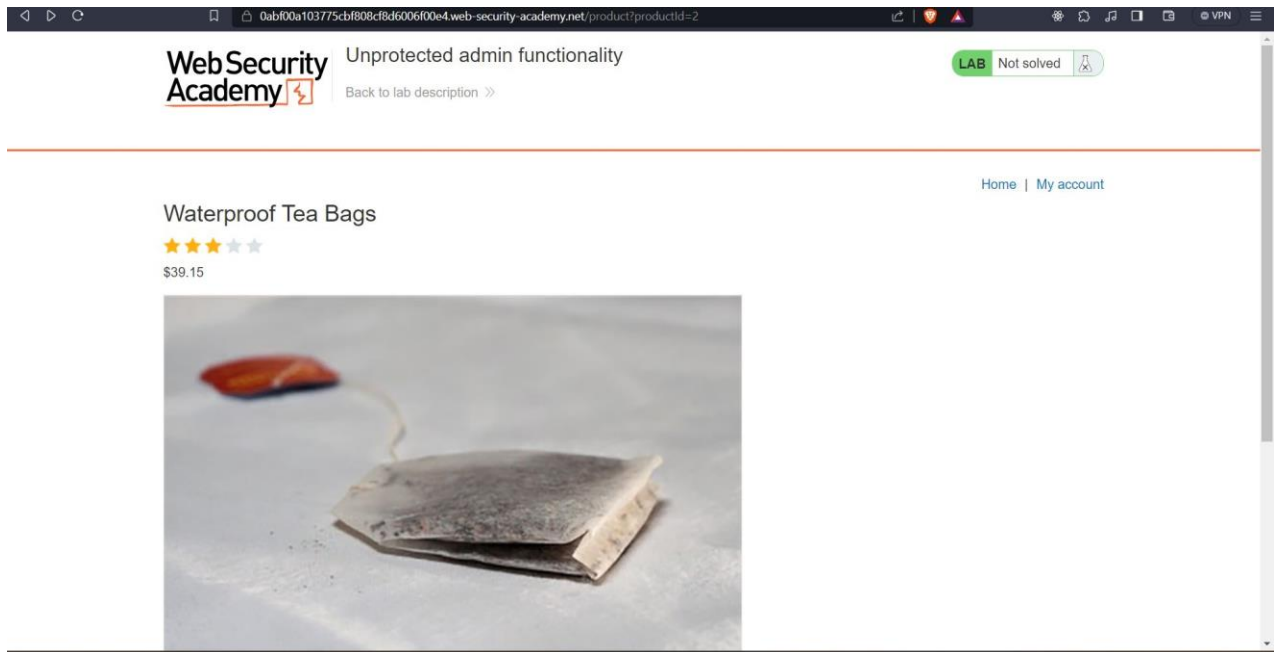 0abf00a103775cbf808cf8d6006f00e4.web-security-academy.net/product?productId=2
VPN
Web Security
Academy
Unprotected admin functionality
Back to lab description
LAB Not solved
Home | My account
Waterproof Tea Bags
$39.15